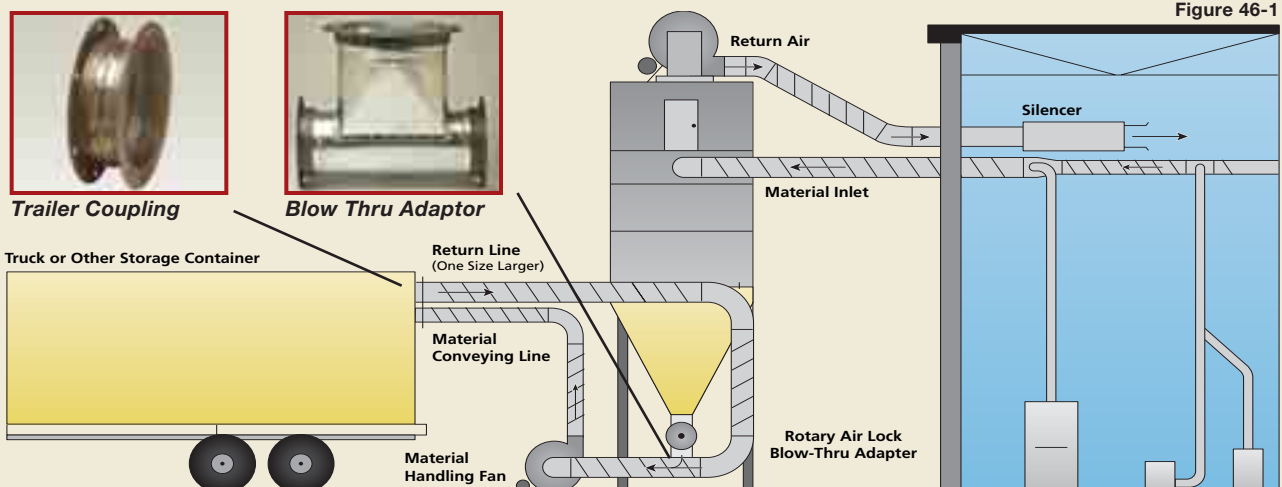 Figure 46-1
Return Air
Silencer
Material Inlet
Trailer Coupling
Blow Thru Adaptor
Truck or Other Storage Container
Return Line
(One Size Larger)
Material
Conveying Line
Material
Handling Fan
Rotary Air Lock
Blow-Thru Adapter